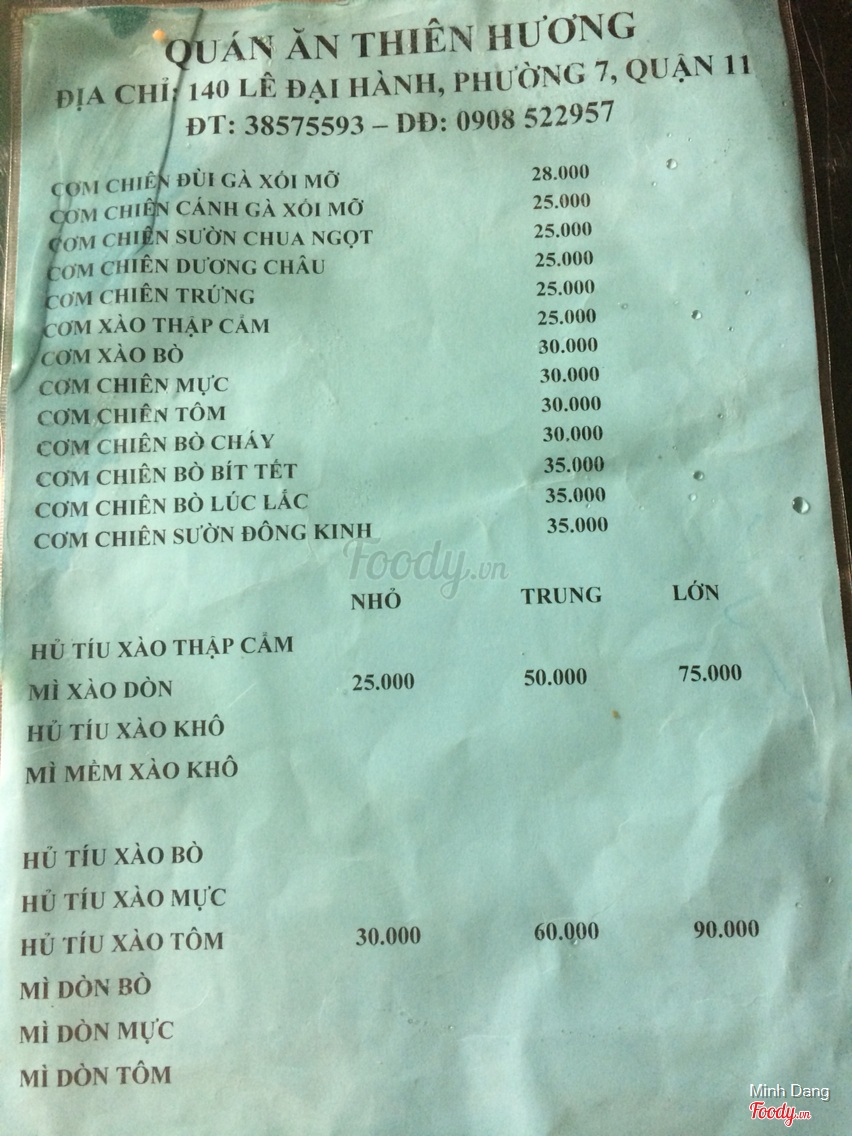 QUÁN ĂN THIÊN HƯƠNG
ĐỊA CHỈ: 140 LÊ ĐẠI HÀNH, PHƯỜNG 7, QUẬN 11
ĐT: 38575593 – DĐ: 0908 522957
CƠM CHIÊN ĐÙI GÀ XÓI MỠ 28.000
CƠM CHIÊN CÁNH GÀ XÓI MỠ 25.000
CƠM CHIÊN SƯỜN CHUA NGỌT 25.000
CƠM CHIÊN DƯƠNG CHÂU 25.000
CƠM CHIÊN TRỨNG 25.000
CƠM XÀO THẬP CẨM 25.000
CƠM XÀO BÒ 30.000
CƠM CHIÊN MỰC 30.000
CƠM CHIÊN TÔM 30.000
CƠM CHIÊN BÒ CHÁY 30.000
CƠM CHIÊN BÒ BÍT TẾT 35.000
CƠM CHIÊN BÒ LÚC LẮC 35.000
CƠM CHIÊN SƯỜN ĐÔNG KINH 35.000
Foody.vn
NHỎ TRUNG LỚN
HỦ TÍU XÀO THẬP CẨM
MÌ XÀO DÒN 25.000 50.000 75.000
HỦ TÍU XÀO KHÔ
MÌ MỀM XÀO KHÔ
HỦ TÍU XÀO BÒ
HỦ TÍU XÀO MỰC
HỦ TÍU XÀO TÔM 30.000 60.000 90.000
MÌ DÒN BÒ
MÌ DÒN MỰC
MÌ DÒN TÔM
Minh Dang
Foody.vn